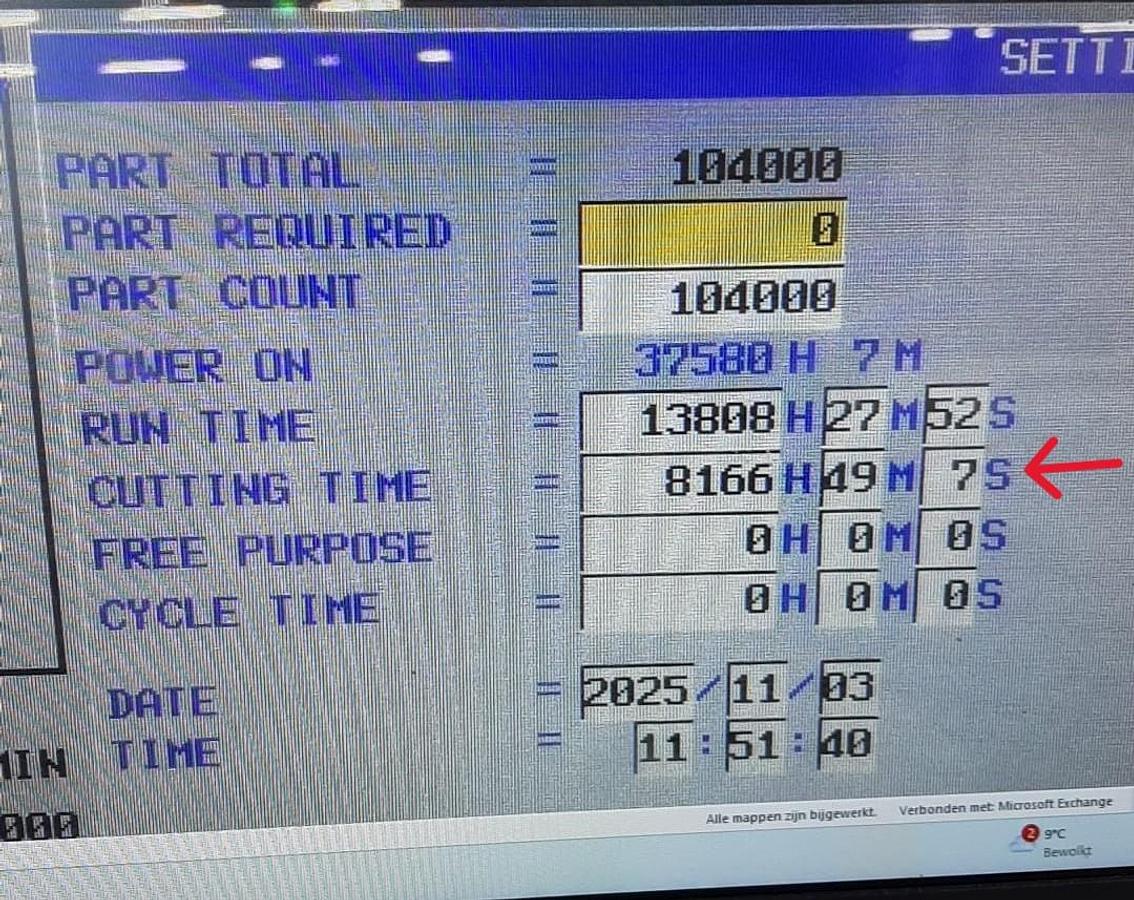 SETTI
PART TOTAL = 104000
PART REQUIRED = 0
PART COUNT = 104000
POWER ON = 37580 H 7 M
RUN TIME = 13808 H 27 M 52 S
CUTTING TIME = 8166 H 49 M 7 S
FREE PURPOSE = 0 H 0 M 0 S
CYCLE TIME = 0 H 0 M 0 S
DATE = 2025/11/03
MIN TIME = 11:51:40
000
Alle mappen zijn bijgewerkt. Verbonden met: Microsoft Exchange
2 9°C
Bewolkt